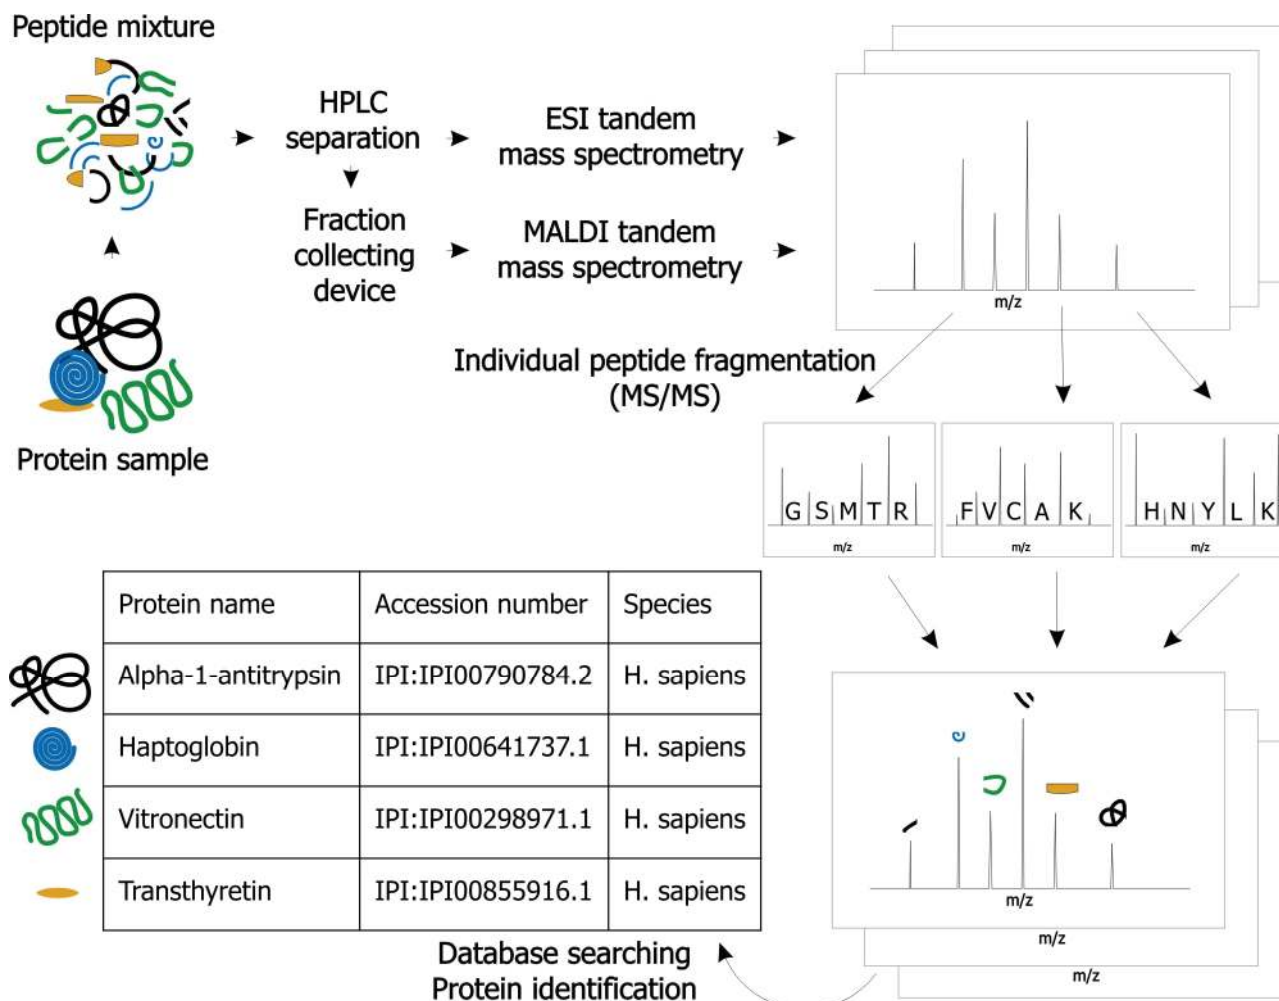 Peptide mixture
HPLC
separation
ESI tandem
mass spectrometry
Fraction
collecting
device
MALDI tandem
mass spectrometry
m/z
Protein sample
Individual peptide fragmentation
(MS/MS)
G S M T R
m/z
F V C A K
m/z
H N Y L K
m/z
Protein name Accession number Species
Alpha-1-antitrypsin IPI:IPI00790784.2 H. sapiens
Haptoglobin IPI:IPI00641737.1 H. sapiens
Vitronectin IPI:IPI00298971.1 H. sapiens
Transthyretin IPI:IPI00855916.1 H. sapiens
m/z
m/z
m/z
Database searching
Protein identification